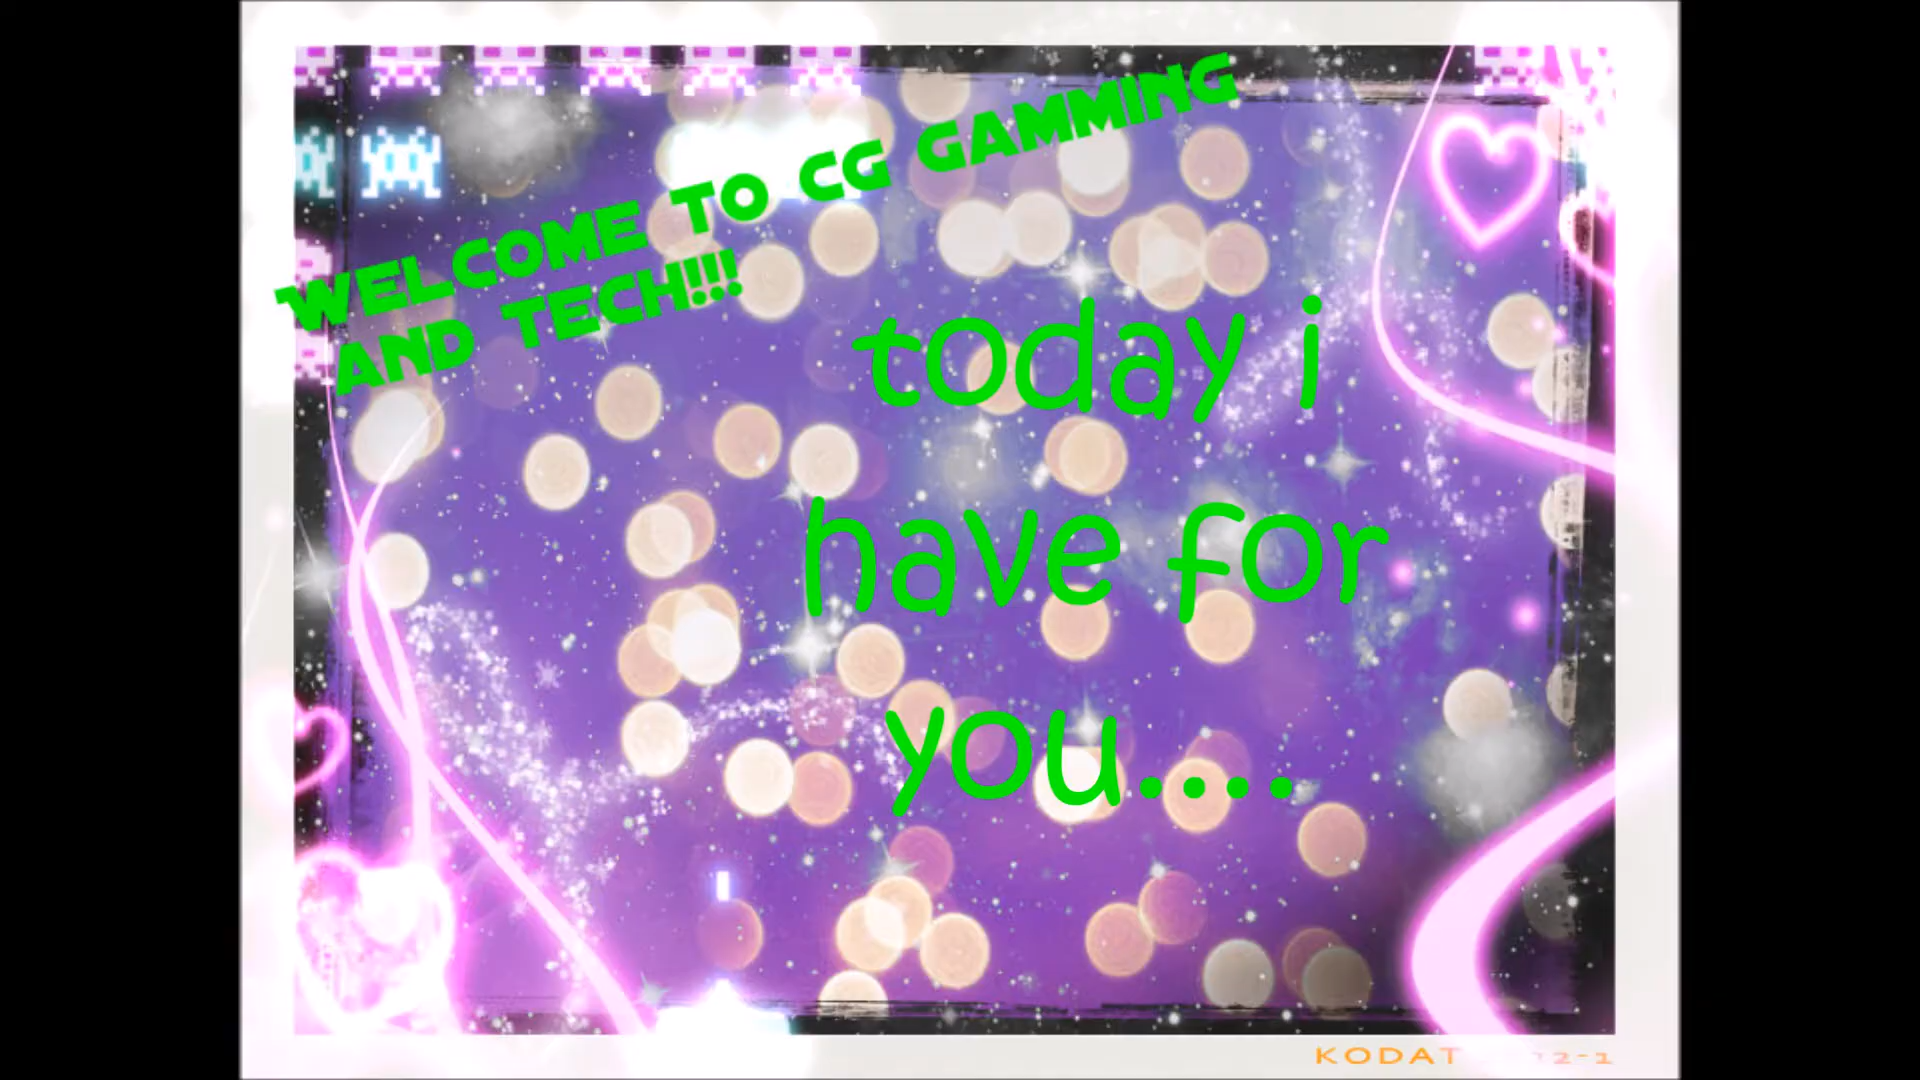 WELCOME TO CG GAMMING
AND TECH!!!
today i
have for
you....
KODAT